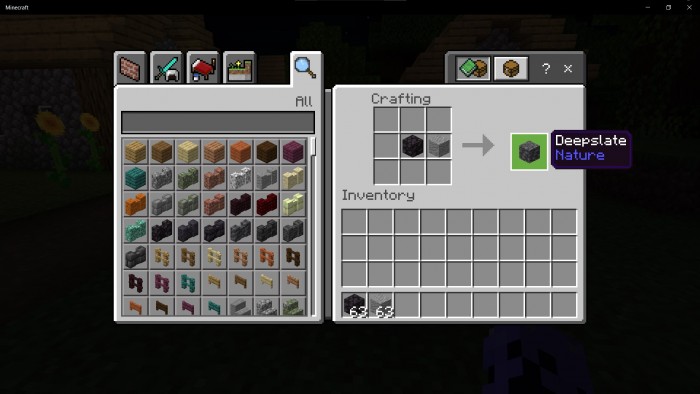 Minecraft
All
Crafting
? ×
Deepslate
Nature
Inventory
63 63